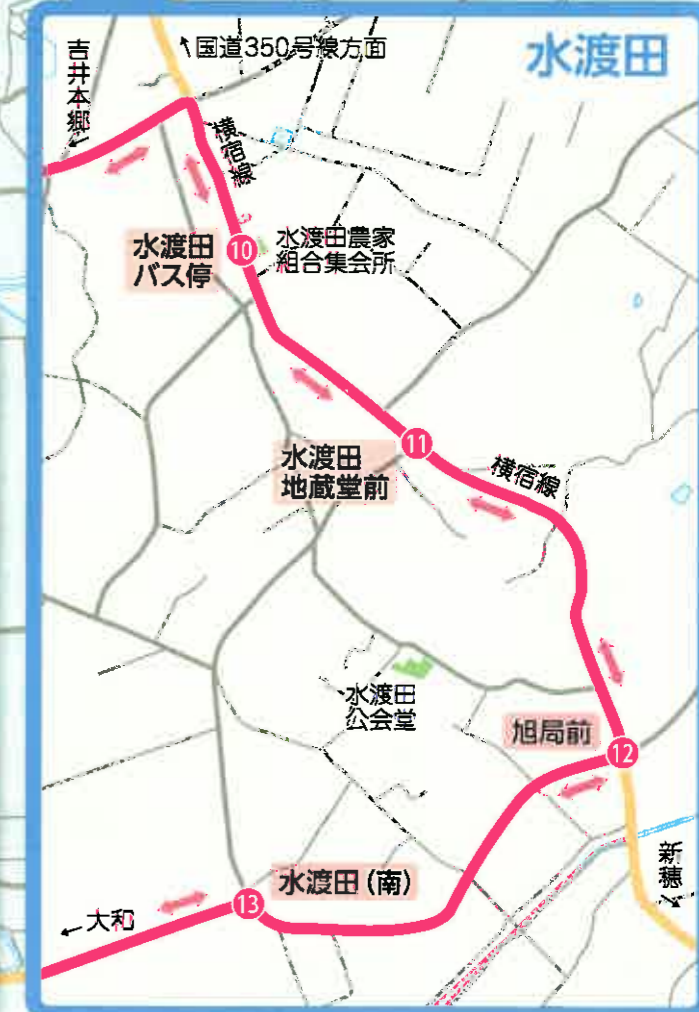 水渡田
↑国道350号線方面
吉井本郷
↓
横宿線
水渡田
バス停
10
水渡田農家
組合集会所
11
水渡田
地蔵堂前
横宿線
水渡田
公会堂
旭局前
12
新穂
水渡田(南)
13
←大和